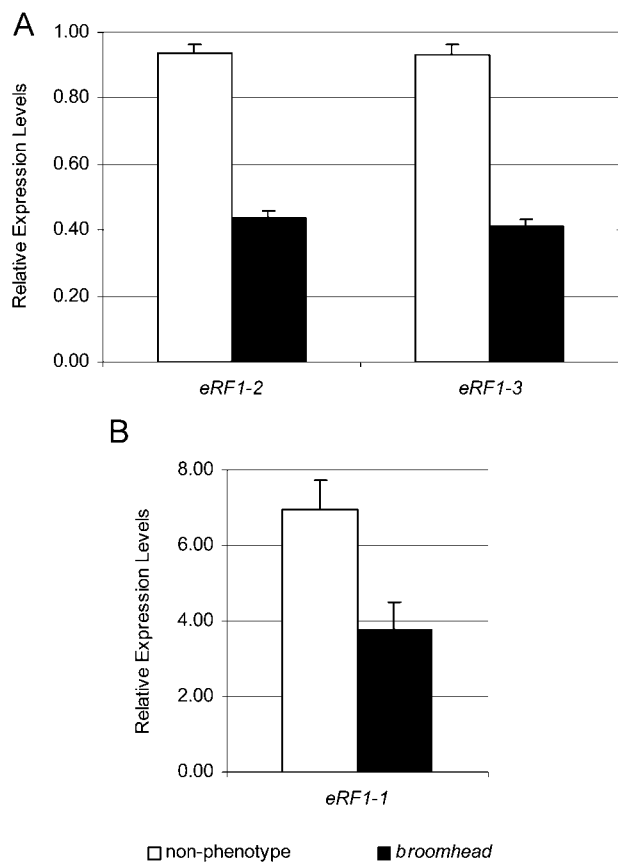 A
Relative Expression Levels
1.00
0.80
0.60
0.40
0.20
0.00
eRF1-2 eRF1-3
B
Relative Expression Levels
8.00
6.00
4.00
2.00
0.00
eRF1-1
non-phenotype broomhead